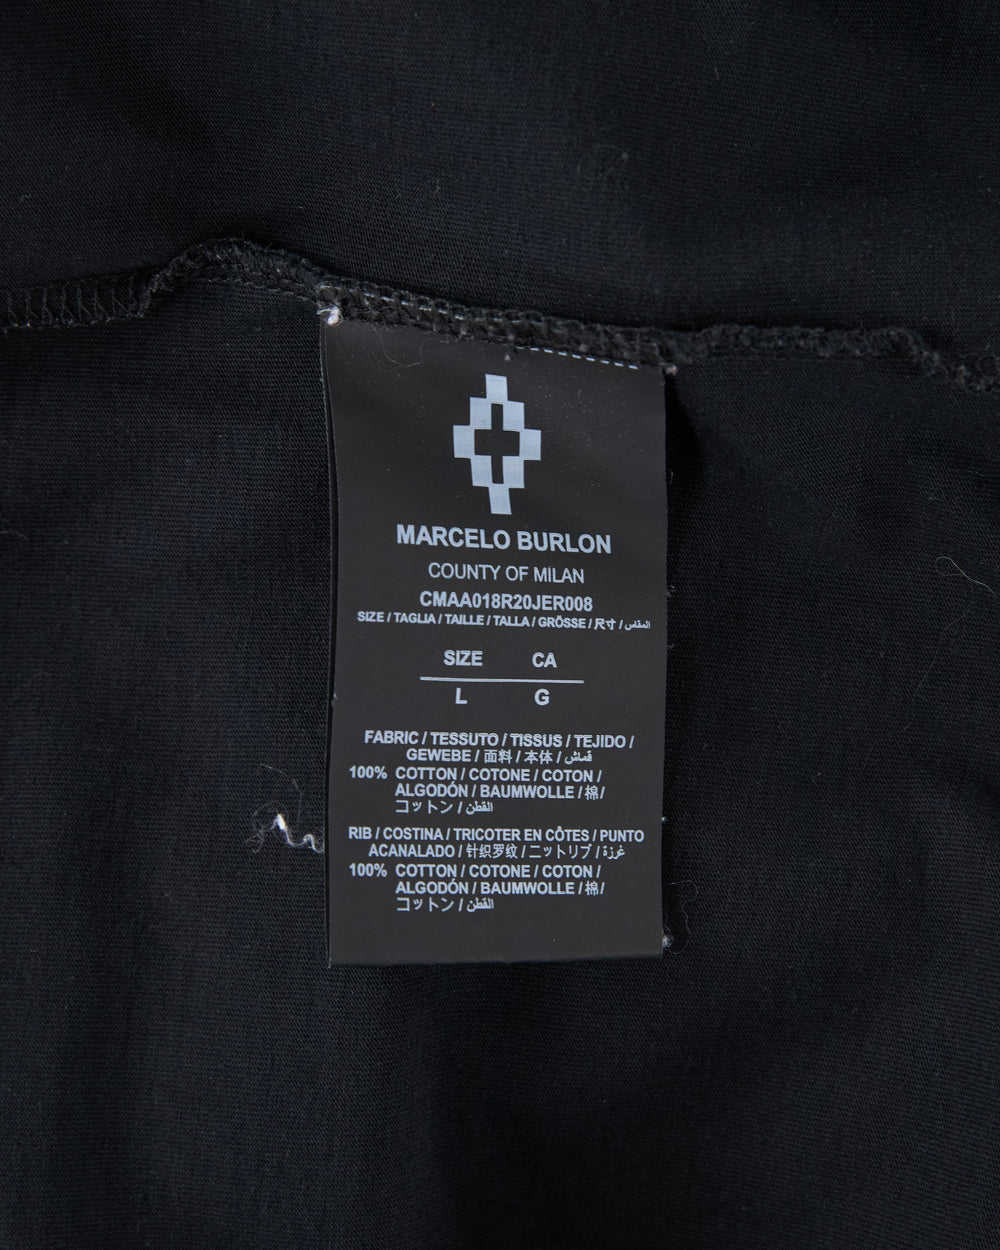 MARCELO BURLON
COUNTY OF MILAN
CMAA018R20JER008
SIZE / TAGLIA / TAILLE / TALLA / GRÖSSE / 尺寸 / المقاس
SIZE CA
L G
FABRIC / TESSUTO / TISSUS / TEJIDO /
GEWEBE / 面料 / 本体 / قماش
100% COTTON / COTONE / COTON /
ALGODÓN / BAUMWOLLE / 棉 /
コットン / القطن
RIB / COSTINA / TRICOTER EN CÔTES / PUNTO
ACANALADO / 针织罗纹 / ニットリブ / غرزة
100% COTTON / COTONE / COTON /
ALGODÓN / BAUMWOLLE / 棉 /
コットン / القطن